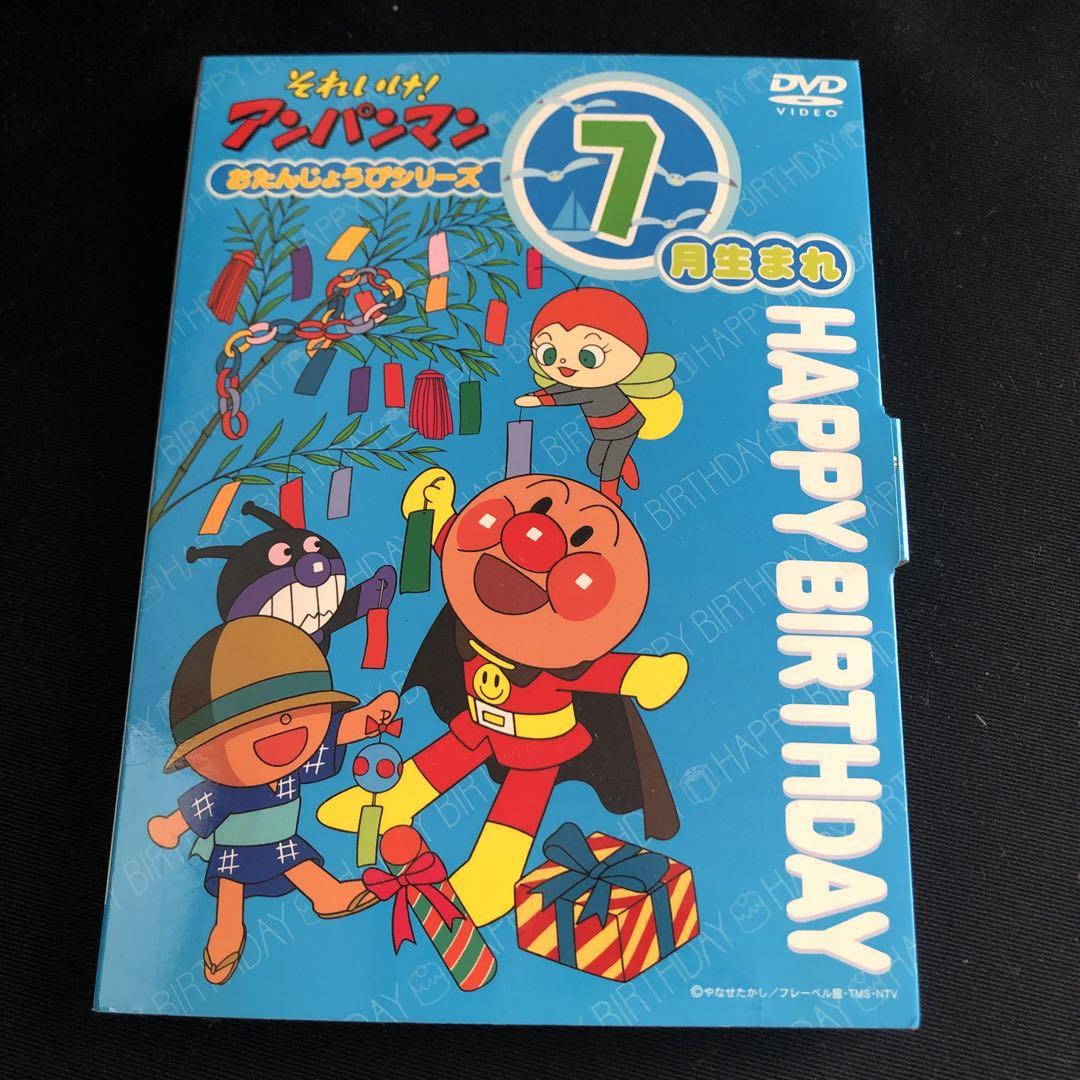 それいけ!
アンパンマン
おたんじょうびシリーズ
7
月生まれ
DVD
VIDEO
HAPPY BIRTHDAY
©やなせたかし/フレーベル館・TMS・NTV